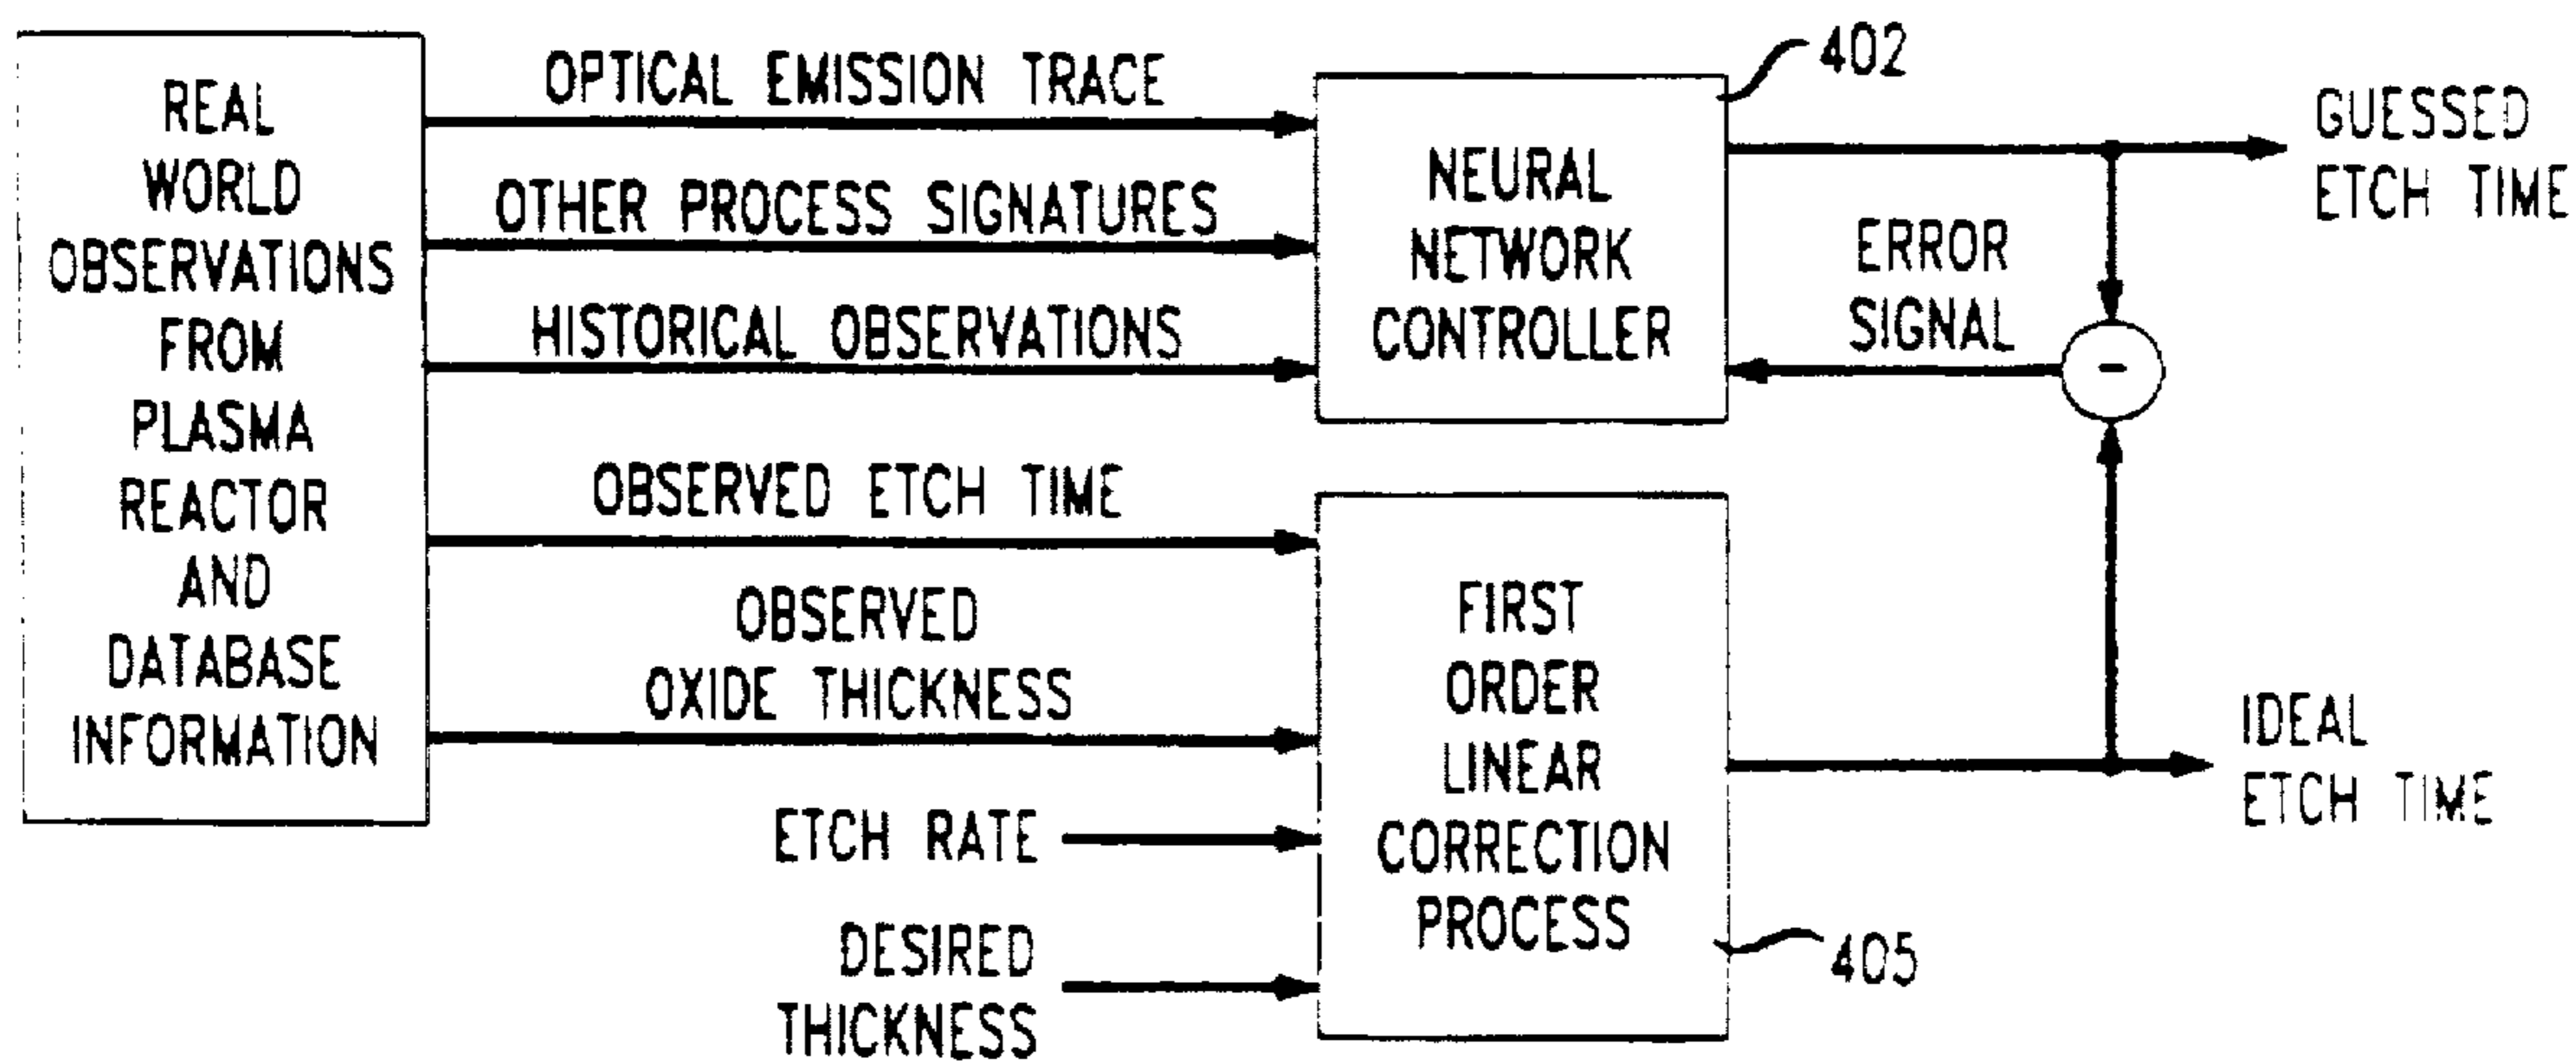 REAL
WORLD
OBSERVATIONS
FROM
PLASMA
REACTOR
AND
DATABASE
INFORMATION
OPTICAL EMISSION TRACE
OTHER PROCESS SIGNATURES
HISTORICAL OBSERVATIONS
OBSERVED ETCH TIME
OBSERVED
OXIDE THICKNESS
ETCH RATE
DESIRED
THICKNESS
402
NEURAL
NETWORK
CONTROLLER
FIRST
ORDER
LINEAR
CORRECTION
PROCESS
405
ERROR
SIGNAL
-
GUESSED
ETCH TIME
IDEAL
ETCH TIME